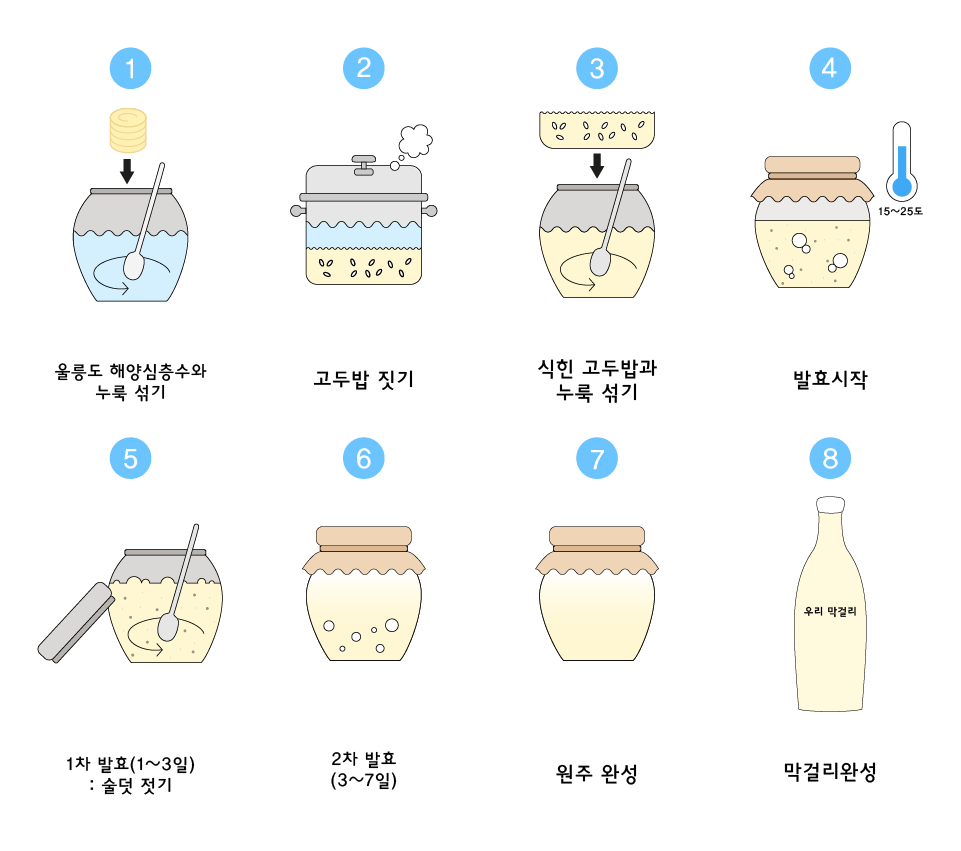 1
2
3
4
15~25도
울릉도 해양심층수와
누룩 섞기
고두밥 짓기
식힌 고두밥과
누룩 섞기
발효시작
5
6
7
8
우리 막걸리
1차 발효(1~3일)
: 술덧 젓기
2차 발효
(3~7일)
원주 완성
막걸리완성